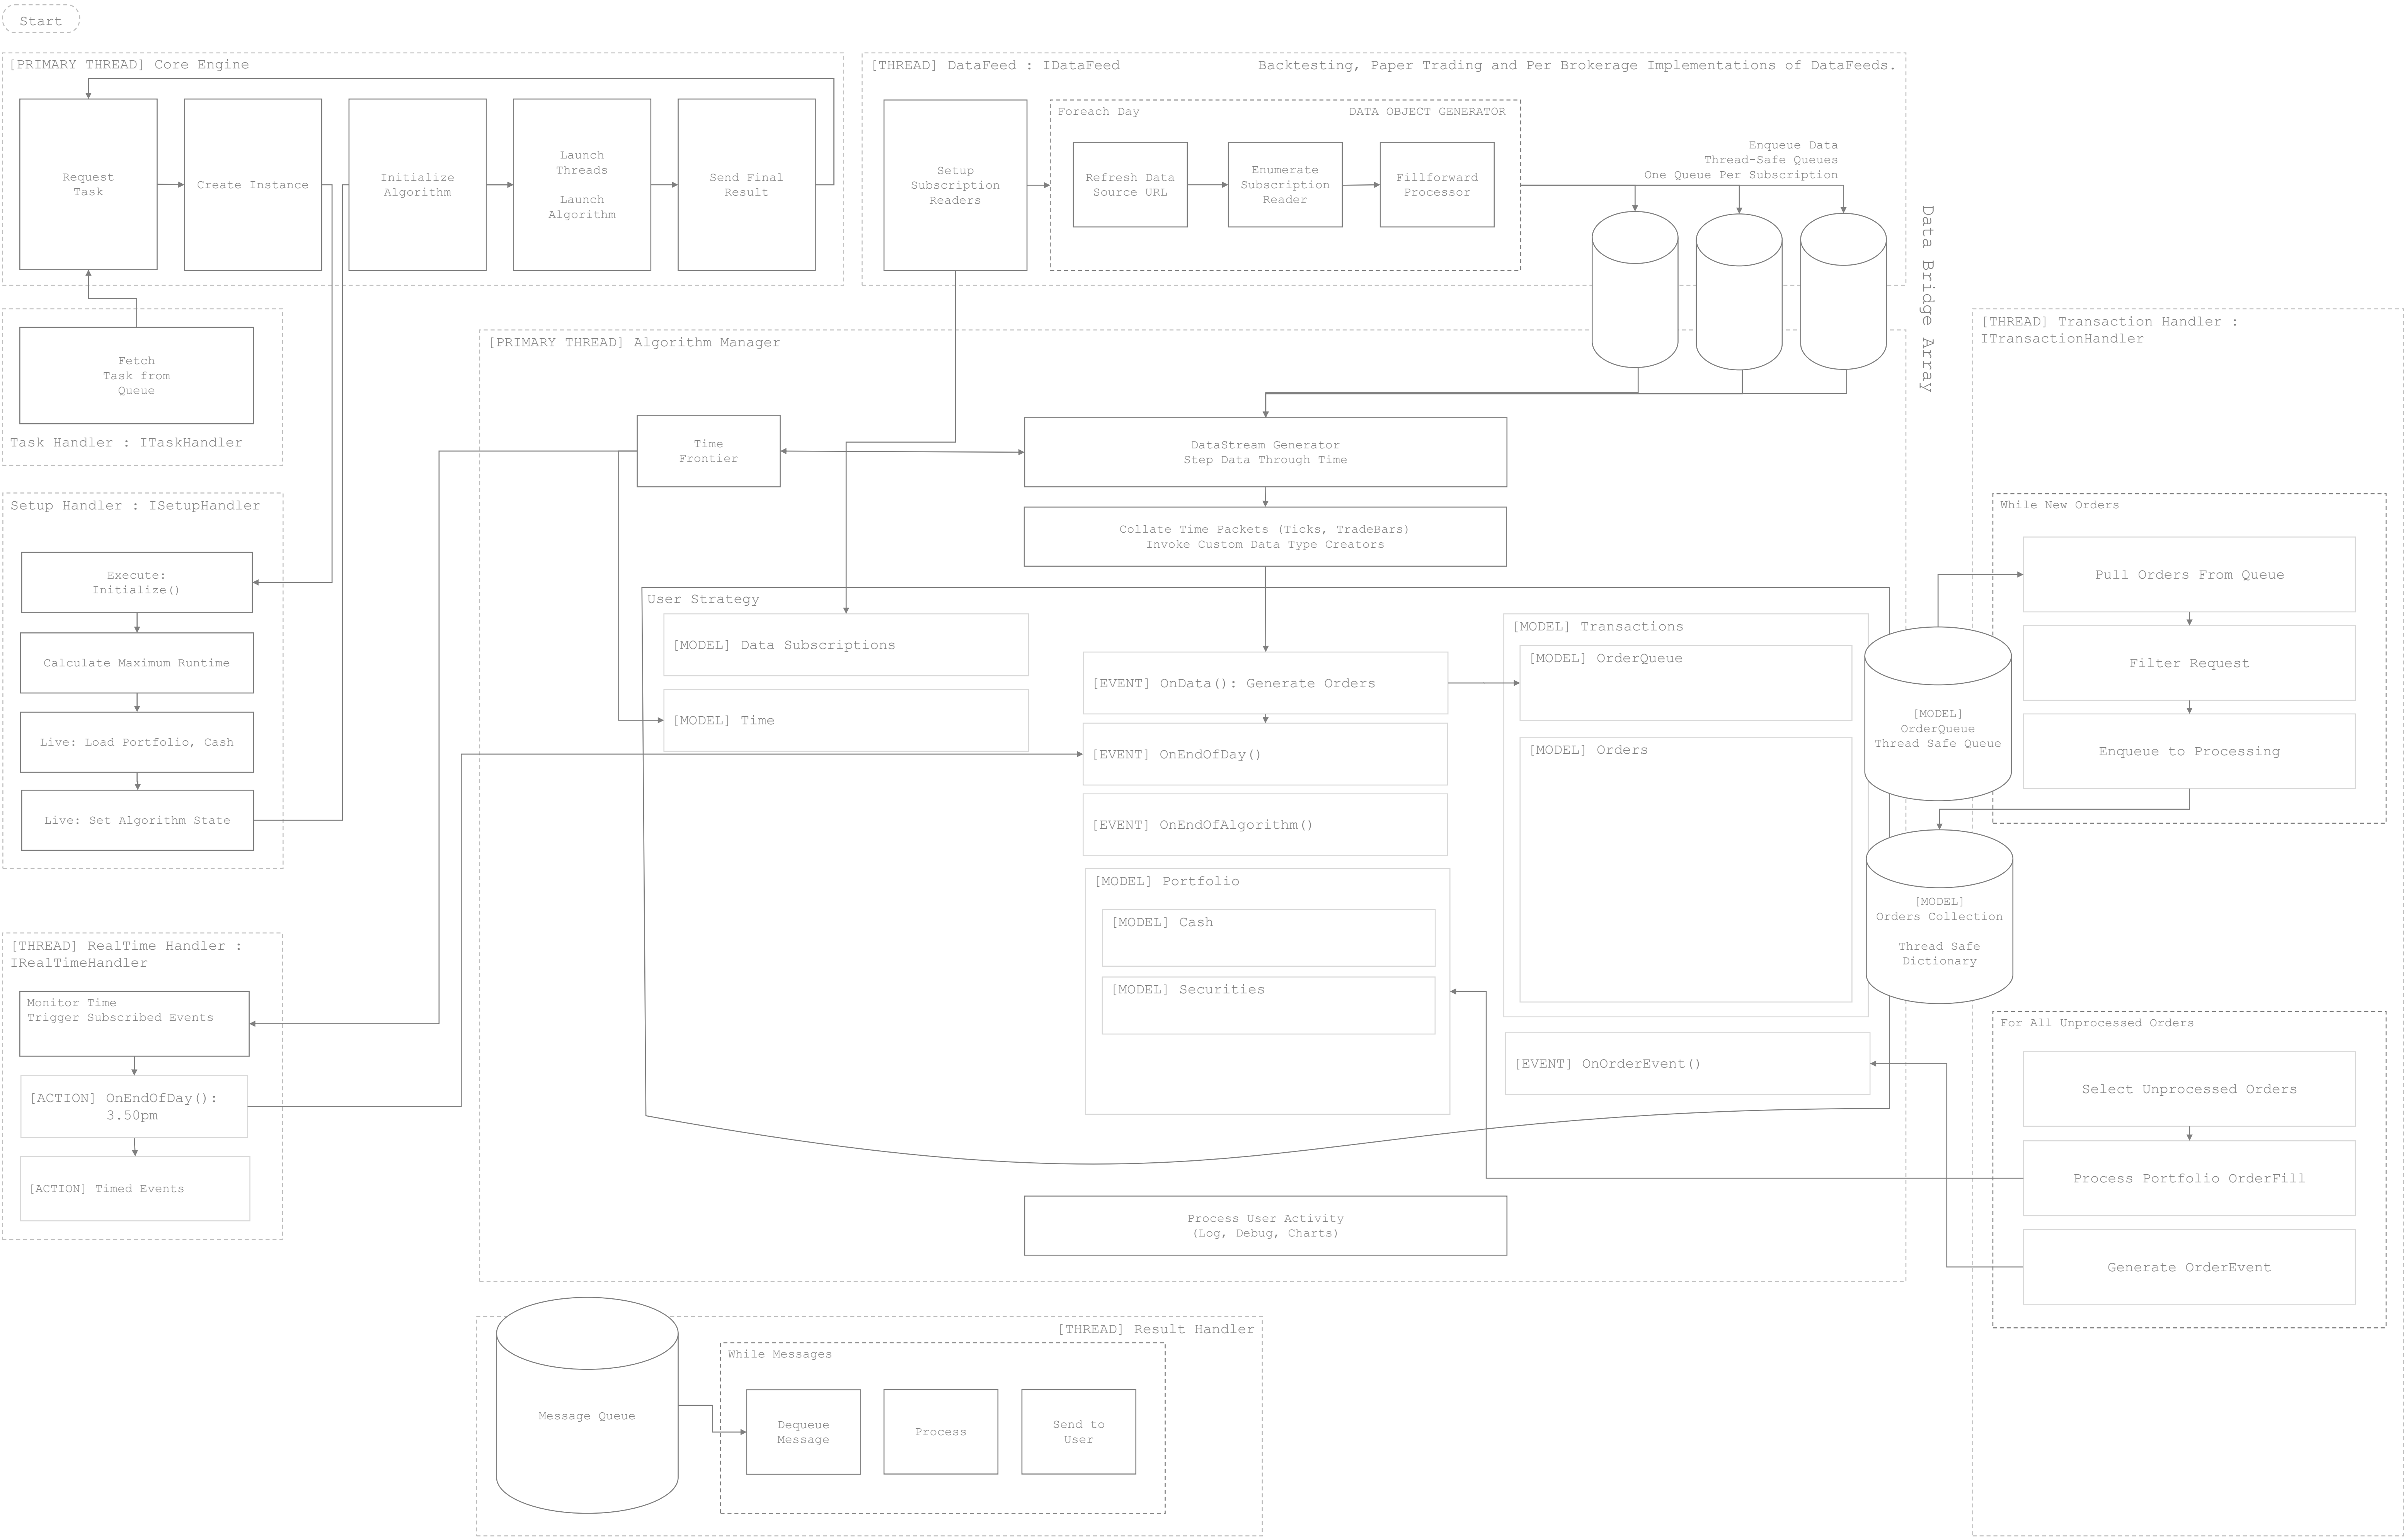 Start
[PRIMARY THREAD] Core Engine
Request
Task
Create Instance
Initialize
Algorithm
Launch
Threads
Launch
Algorithm
Send Final
Result
[THREAD] DataFeed : IDataFeed
Backtesting, Paper Trading and Per Brokerage Implementations of DataFeeds.
Setup
Subscription
Readers
Foreach Day
DATA OBJECT GENERATOR
Refresh Data
Source URL
Enumerate
Subscription
Reader
Fillforward
Processor
Enqueue Data
Thread-Safe Queues
One Queue Per Subscription
Data Bridge Array
Fetch
Task from
Queue
Task Handler : ITaskHandler
Setup Handler : ISetupHandler
Execute:
Initialize()
Calculate Maximum Runtime
Live: Load Portfolio, Cash
Live: Set Algorithm State
[THREAD] RealTime Handler :
IRealTimeHandler
Monitor Time
Trigger Subscribed Events
[ACTION] OnEndOfDay():
3.50pm
[ACTION] Timed Events
[PRIMARY THREAD] Algorithm Manager
Time
Frontier
DataStream Generator
Step Data Through Time
Collate Time Packets (Ticks, TradeBars)
Invoke Custom Data Type Creators
User Strategy
[MODEL] Data Subscriptions
[MODEL] Time
[EVENT] OnData(): Generate Orders
[EVENT] OnEndOfDay()
[EVENT] OnEndOfAlgorithm()
[MODEL] Portfolio
[MODEL] Cash
[MODEL] Securities
[MODEL] Transactions
[MODEL] OrderQueue
[MODEL] Orders
[EVENT] OnOrderEvent()
Process User Activity
(Log, Debug, Charts)
[MODEL]
OrderQueue
Thread Safe Queue
[MODEL]
Orders Collection
Thread Safe
Dictionary
[THREAD] Transaction Handler :
ITransactionHandler
While New Orders
Pull Orders From Queue
Filter Request
Enqueue to Processing
For All Unprocessed Orders
Select Unprocessed Orders
Process Portfolio OrderFill
Generate OrderEvent
[THREAD] Result Handler
Message Queue
While Messages
Dequeue
Message
Process
Send to
User